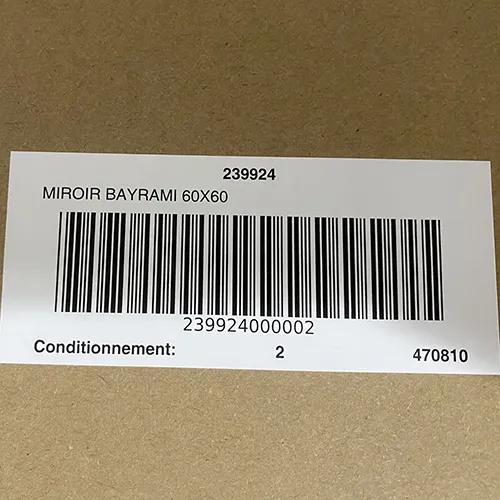 239924
MIROIR BAYRAMI 60X60
239924000002
Conditionnement: 2 470810